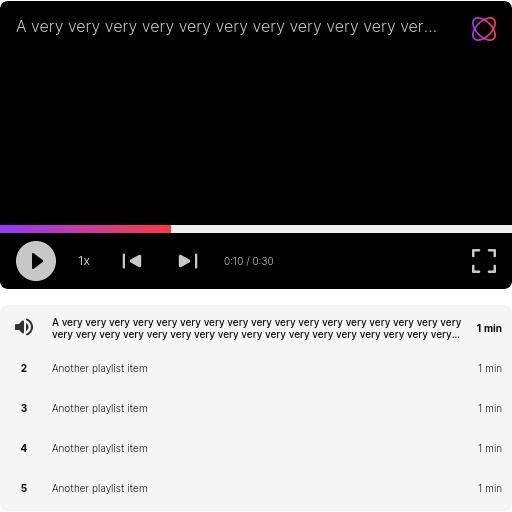 A very very very very very very very very very very ver...
1x
0:10 / 0:30
A very very very very very very very very very very very very very very very very very
very very very very very very very very very very very very very very very very very...
1 min
2 Another playlist item 1 min
3 Another playlist item 1 min
4 Another playlist item 1 min
5 Another playlist item 1 min